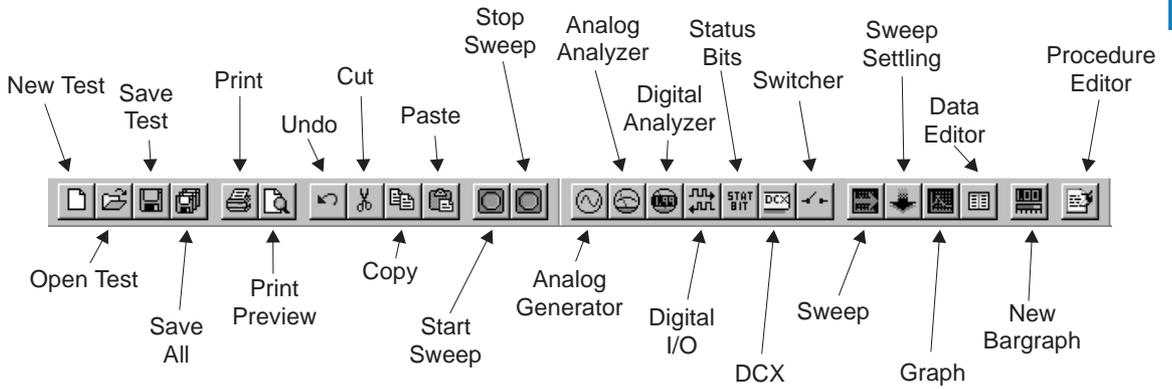 New Test
Save
Test
Print
Undo
Cut
Paste
Stop
Sweep
Analog
Analyzer
Digital
Analyzer
Status
Bits
Switcher
Sweep
Settling
Data
Editor
Procedure
Editor
STAT
BIT
DCX
Open Test
Save
All
Print
Preview
Copy
Start
Sweep
Analog
Generator
Digital
I/O
DCX
Sweep
Graph
New
Bargraph